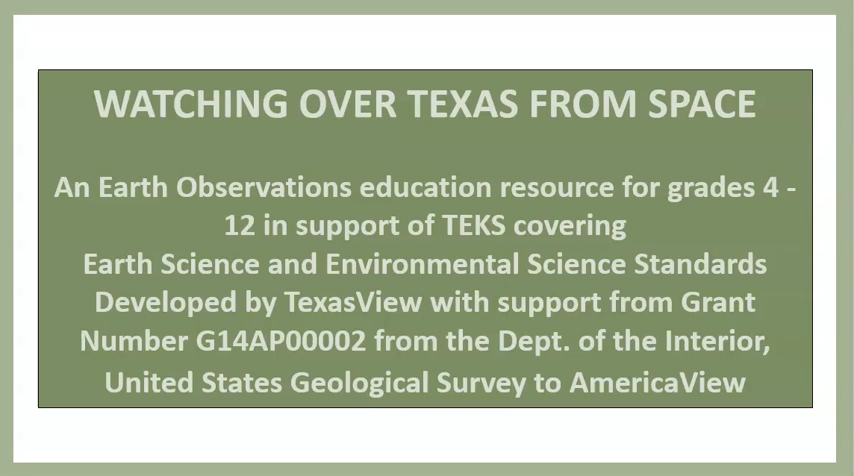 WATCHING OVER TEXAS FROM SPACE
An Earth Observations education resource for grades 4 -
12 in support of TEKS covering
Earth Science and Environmental Science Standards
Developed by TexasView with support from Grant
Number G14AP00002 from the Dept. of the Interior,
United States Geological Survey to AmericaView